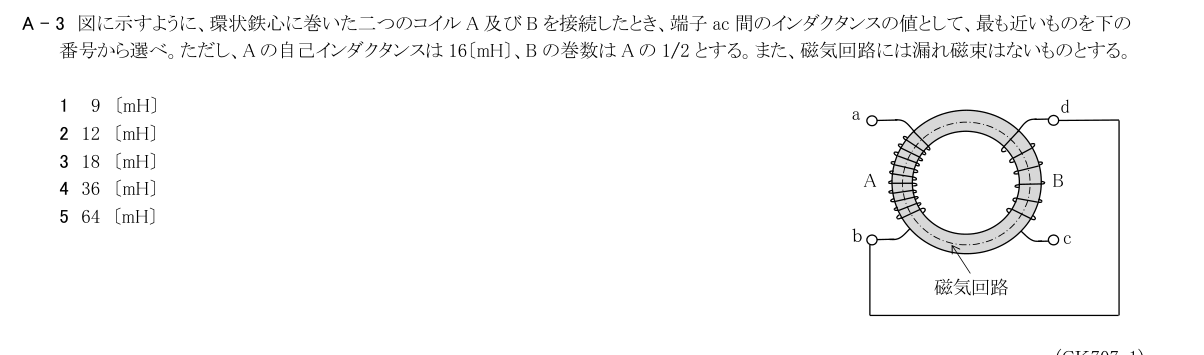 A − 3 図に示すように、環状鉄心に巻いた二つのコイル A 及び B を接続したとき、端子 ac 間のインダクタンスの値として、最も近いものを下の
番号から選べ。ただし、A の自己インダクタンスは 16〔mH〕、B の巻数は A の 1/2 とする。また、磁気回路には漏れ磁束はないものとする。
1 9 〔mH〕
2 12 〔mH〕
3 18 〔mH〕
4 36 〔mH〕
5 64 〔mH〕
a
d
A
B
b
c
磁気回路